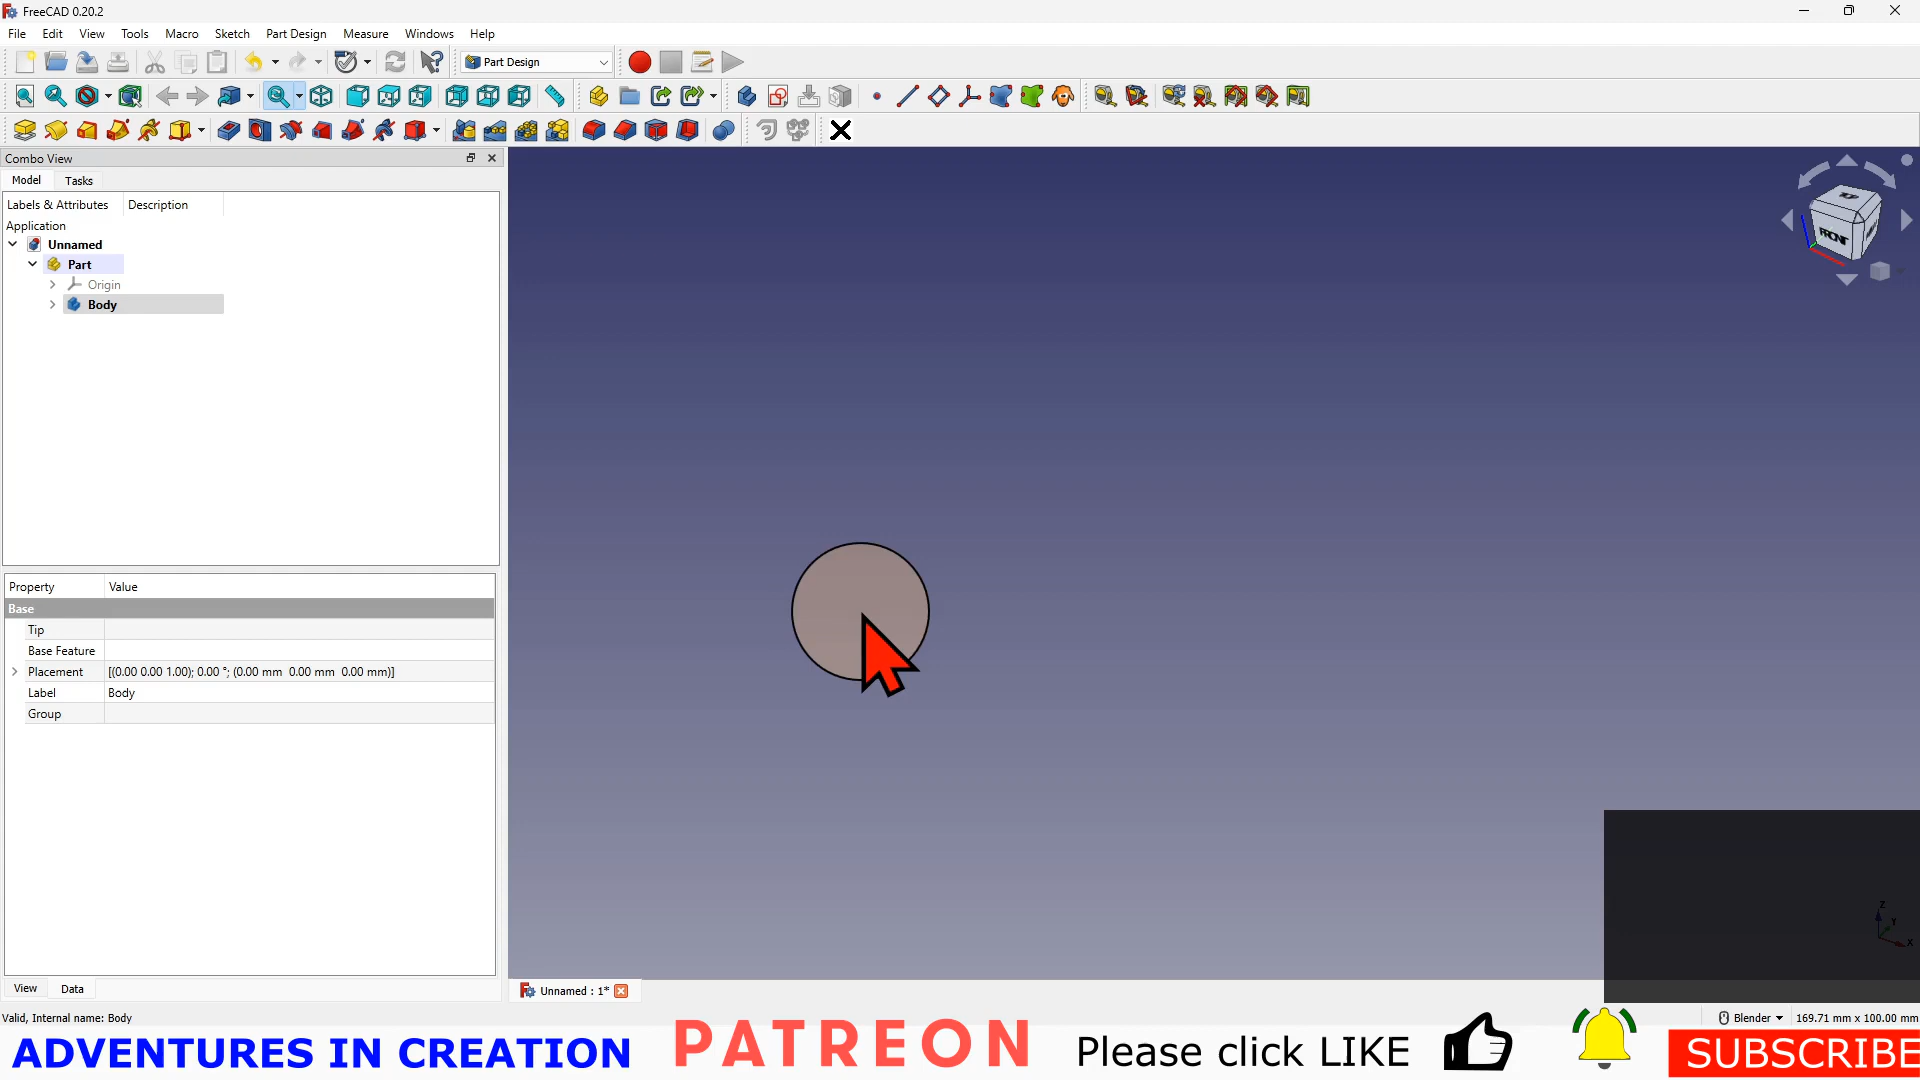 FreeCAD 0.20.2
File Edit View Tools Macro Sketch Part Design Measure Windows Help
Part Design
Combo View
Model Tasks
Labels & Attributes Description
Application
Unnamed
Part
Origin
Body
TOP
FRONT
Property Value
Base
Tip
Base Feature
Placement [(0.00 0.00 1.00); 0.00 °; (0.00 mm 0.00 mm 0.00 mm)]
Label Body
Group
Z
Y
X
View Data
Unnamed : 1*
Valid, Internal name: Body
Blender 169.71 mm x 100.00 mm
ADVENTURES IN CREATION PATREON Please click LIKE SUBSCRIBE